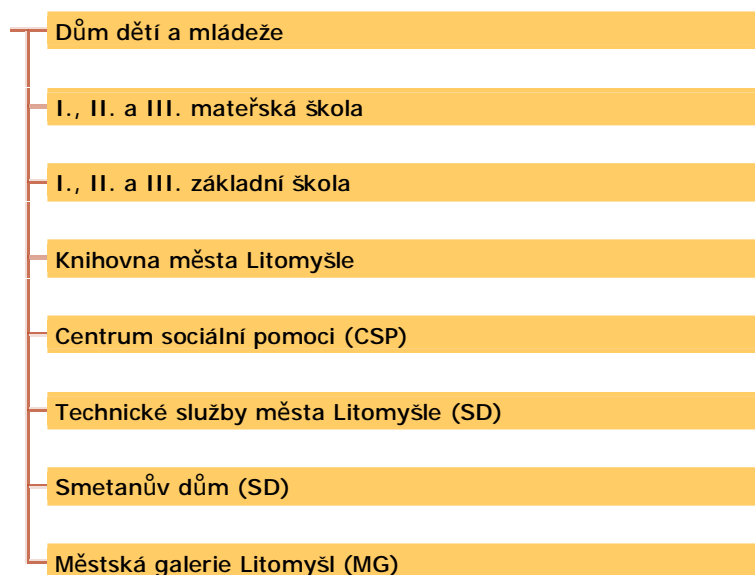 Dům dětí a mládeže
I., II. a III. mateřská škola
I., II. a III. základní škola
Knihovna města Litomyšle
Centrum sociální pomoci (CSP)
Technické služby města Litomyšle (SD)
Smetanův dům (SD)
Městská galerie Litomyšl (MG)